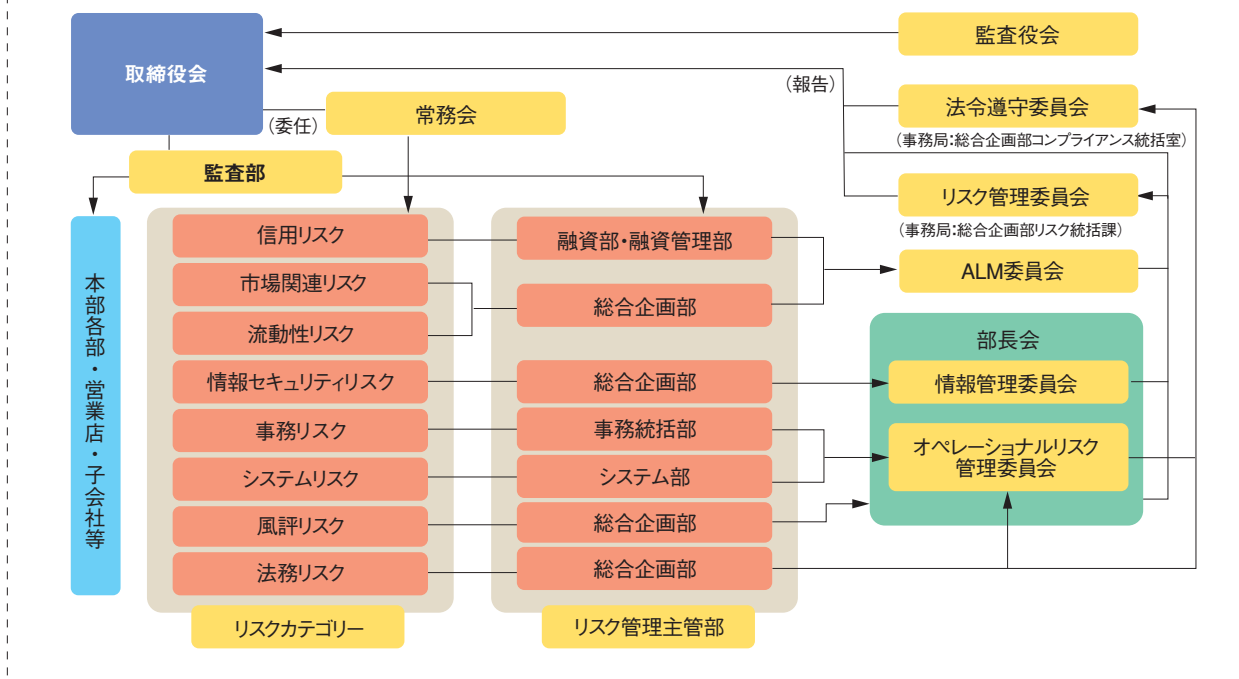 取締役会
監査役会
(報告)
(委任)
常務会
法令遵守委員会
(事務局:総合企画部コンプライアンス統括室)
監査部
リスク管理委員会
(事務局:総合企画部リスク統括課)
本部各部・営業店・子会社等
信用リスク
融資部・融資管理部
ALM委員会
市場関連リスク
総合企画部
流動性リスク
部長会
情報セキュリティリスク
総合企画部
情報管理委員会
事務リスク
事務統括部
オペレーショナルリスク
管理委員会
システムリスク
システム部
風評リスク
総合企画部
法務リスク
総合企画部
リスクカテゴリー
リスク管理主管部